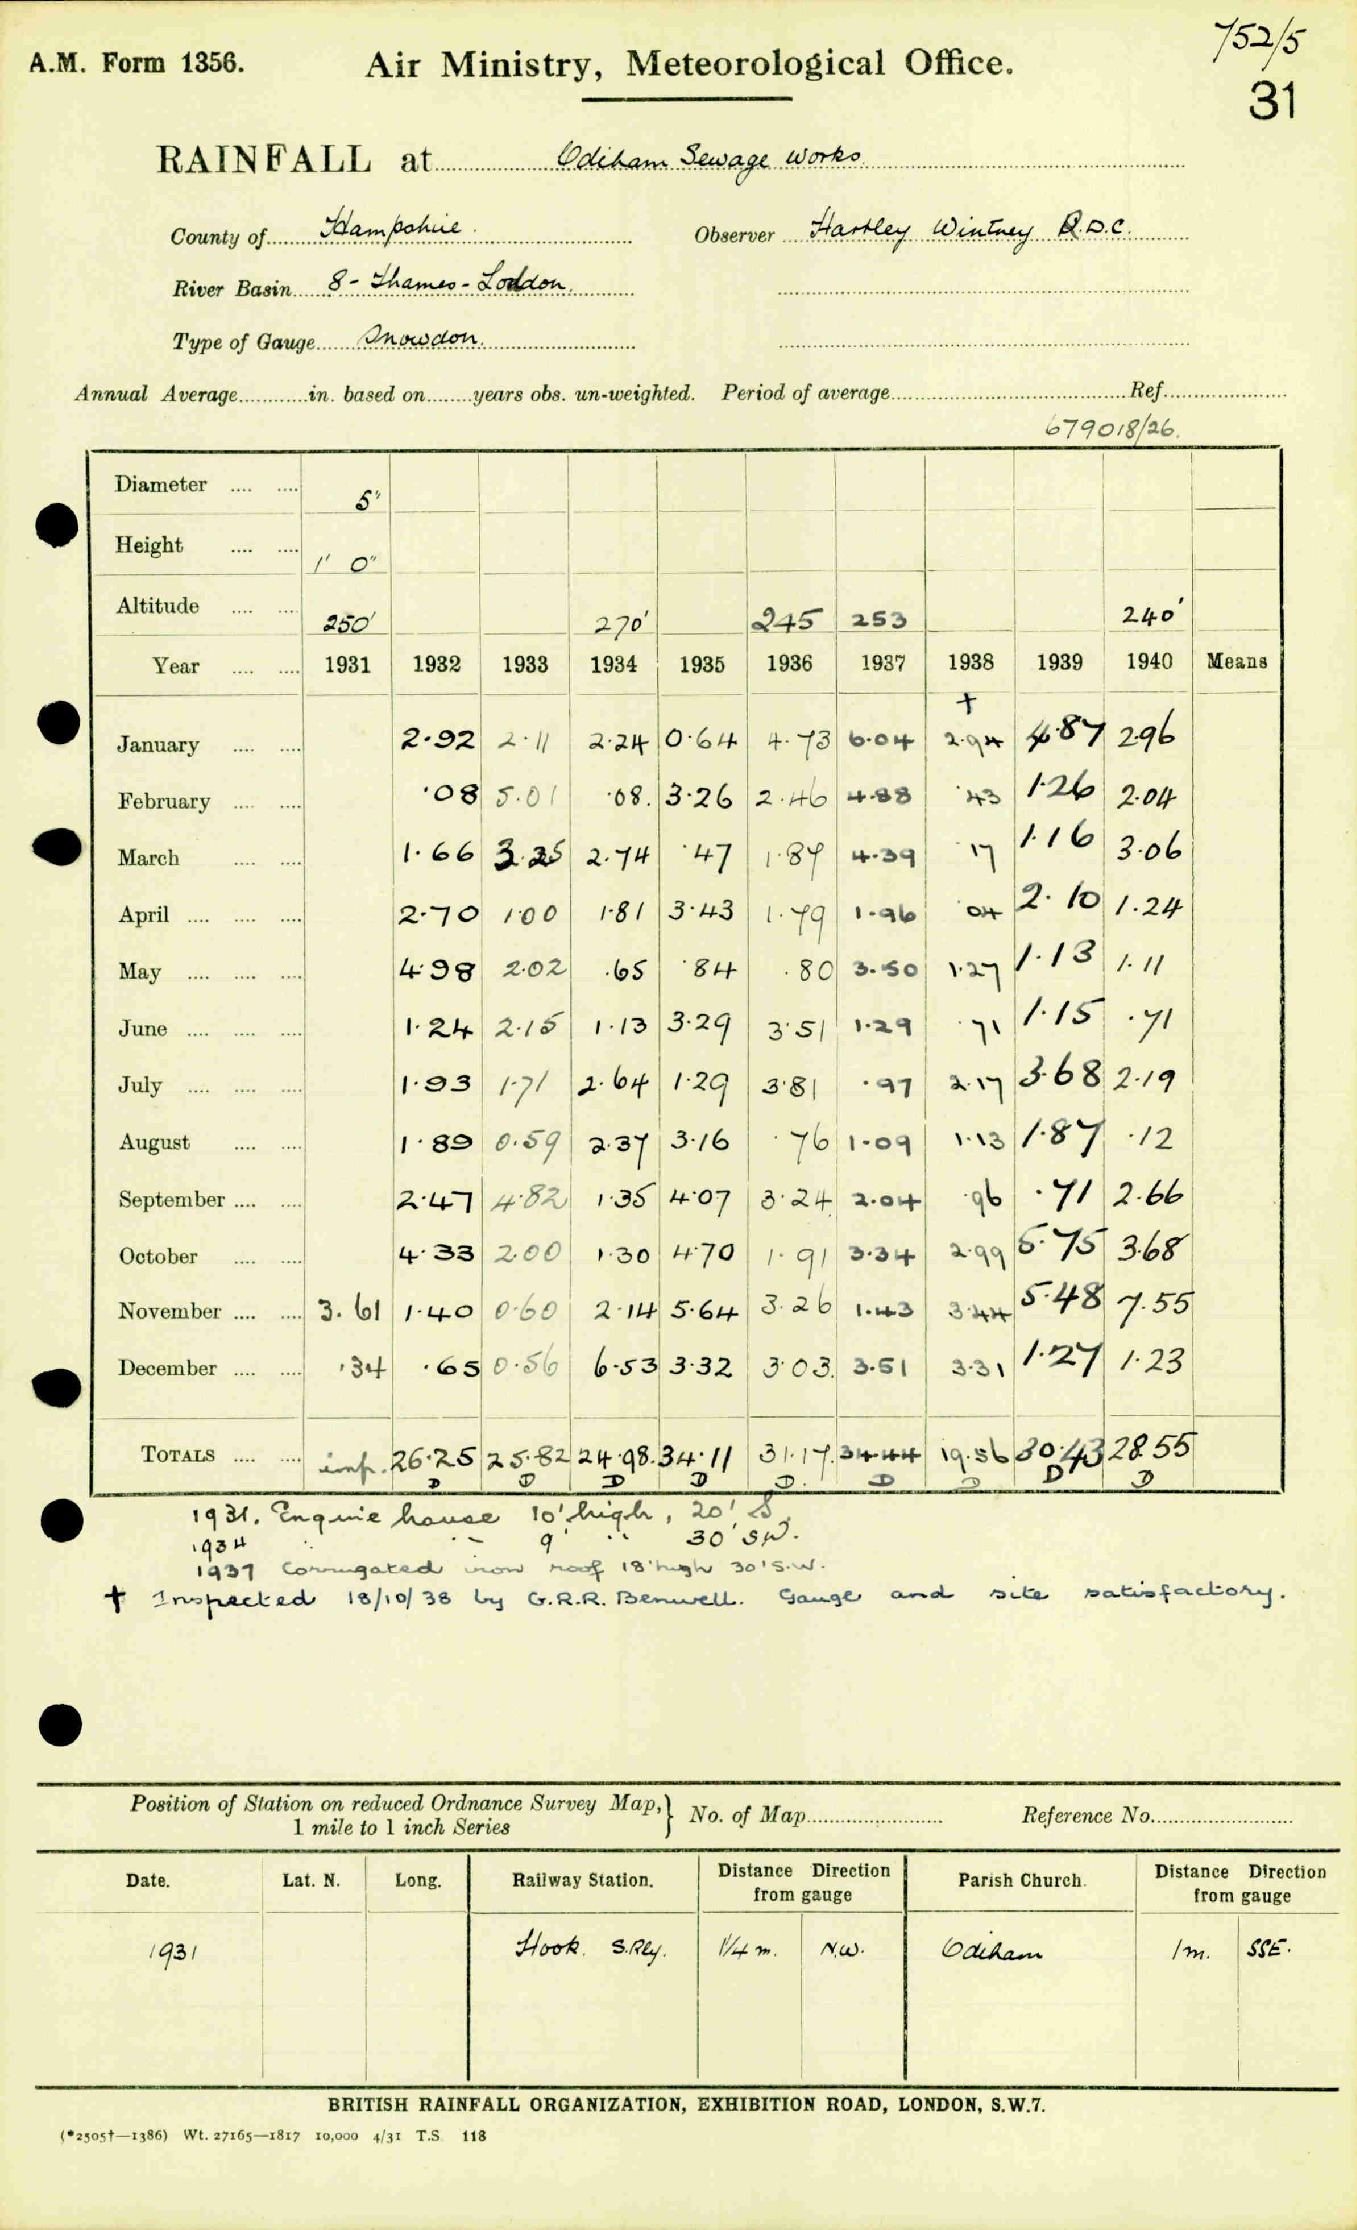 752/5
A.M. Form 1356.
Air Ministry, Meteorological Office.
31
RAINFALL at Odiham Sewage Works
County of Hampshire. Observer Hartley Wintney R.D.C.
River Basin 8 - Thames - Loddon.
Type of Gauge Snowdon.
Annual Average............in. based on........years obs. un-weighted. Period of average............Ref............
679018/26.
Diameter .... .... 5"
Height .... .... 1' 0"
Altitude .... .... 250' 270' 245 253 240'
Year .... .... 1931 1932 1933 1934 1935 1936 1937 1938 1939 1940 Means
†
January .... .... 2.92 2.11 2.24 0.64 4.73 6.04 2.94 4.87 2.96
February .... .... .08 5.01 .08 3.26 2.46 4.88 .43 1.26 2.04
March .... .... 1.66 3.25 2.74 .47 1.87 4.39 .17 1.16 3.06
April .... .... .... 2.70 1.00 1.81 3.43 1.79 1.96 .04 2.10 1.24
May .... .... .... 4.98 2.02 .65 .84 .80 3.50 1.27 1.13 1.11
June .... .... .... 1.24 2.15 1.13 3.29 3.51 1.29 .71 1.15 .71
July .... .... .... 1.93 1.71 2.64 1.29 3.81 .97 2.17 3.68 2.19
August .... .... 1.89 0.59 2.37 3.16 .76 1.09 1.13 1.87 .12
September .... .... 2.47 4.82 1.35 4.07 3.24 2.04 .96 .71 2.66
October .... .... 4.33 2.00 1.30 4.70 1.91 3.34 2.99 5.75 3.68
November .... .... 3.61 1.40 0.60 2.14 5.64 3.26 1.43 3.44 5.48 7.55
December .... .... .34 .65 0.56 6.53 3.32 3.03 3.51 3.31 1.27 1.23
TOTALS .... .... imp. 26.25 25.82 24.98 34.11 31.17 34.44 19.56 30.43 28.55
D D D D D D D D D
1931. Engine house 10' high, 20' S.
1934 " " 9' " 30' SW.
1937 Corrugated iron roof 18' high 30' S.W.
† Inspected 18/10/38 by G.R.R. Benwell. Gauge and site satisfactory.
Position of Station on reduced Ordnance Survey Map,} No. of Map............ Reference No............
1 mile to 1 inch Series
Date. Lat. N. Long. Railway Station. Distance Direction from gauge Parish Church. Distance Direction from gauge
1931 Hook. S.Rly. 1¼ m. N.W. Odiham 1m. SSE.
BRITISH RAINFALL ORGANIZATION, EXHIBITION ROAD, LONDON, S.W.7.
(*2505†—1386) Wt. 27165—1817 10,000 4/31 T.S. 118